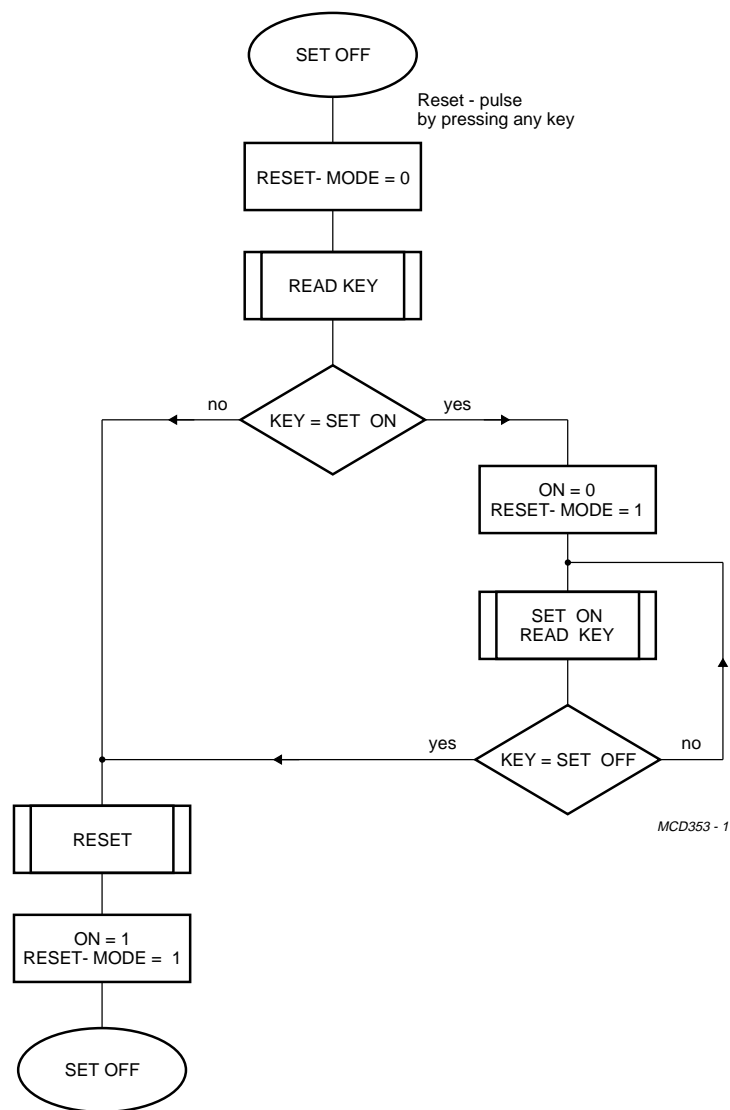 SET OFF
Reset - pulse
by pressing any key
RESET- MODE = 0
READ KEY
no
KEY = SET ON
yes
ON = 0
RESET- MODE = 1
SET ON
READ KEY
yes
KEY = SET OFF
no
MCD353 - 1
RESET
ON = 1
RESET- MODE = 1
SET OFF